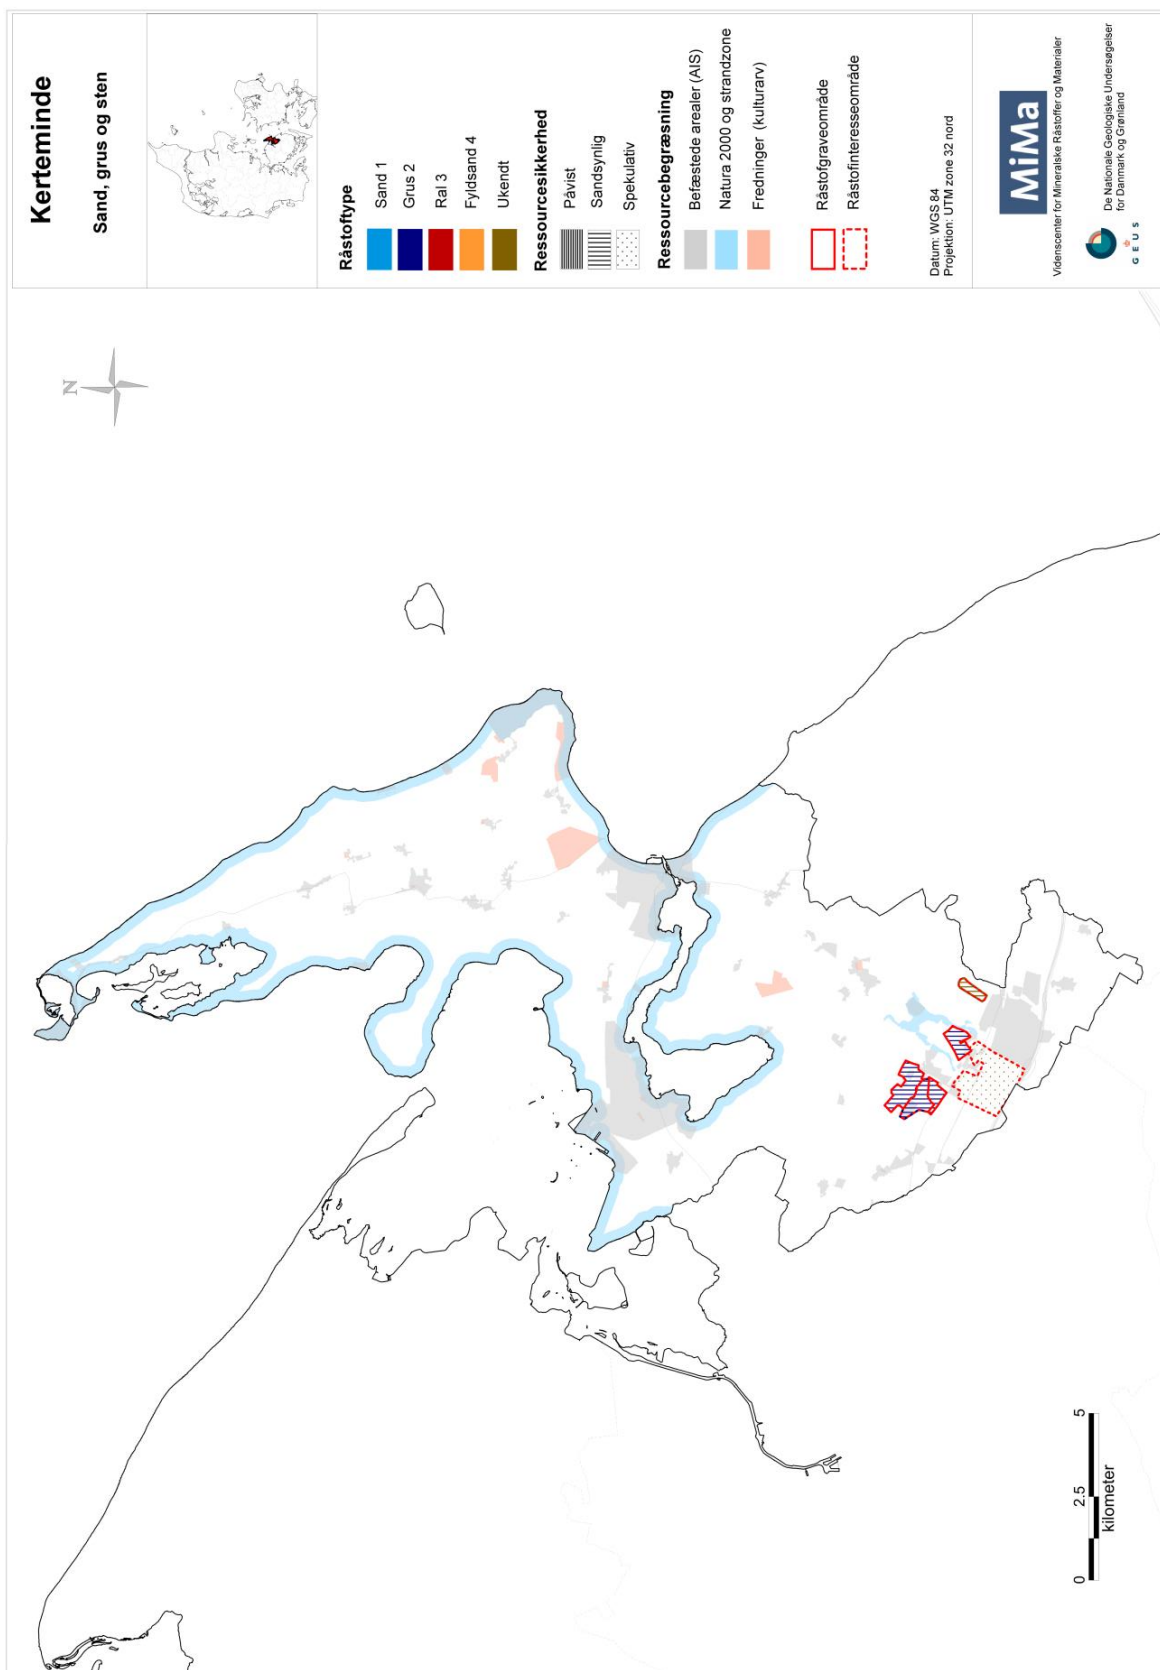 Kerteminde
Sand, grus og sten
Råstoftype
Sand 1
Grus 2
Ral 3
Fyldsand 4
Ukendt
Ressourcesikkerhed
Påvist
Sandsynlig
Spekulativ
Ressourcebegræsning
Befæstede arealer (AIS)
Natura 2000 og strandzone
Fredninger (kulturarv)
Råstofgraveområde
Råstofinteresseområde
Datum: WGS 84
Projektion: UTM zone 32 nord
MiMa
Videnscenter for Mineralske Råstoffer og Materialer
G E U S
De Nationale Geologiske Undersøgelser
for Danmark og Grønland
N
0 2.5 5
kilometer